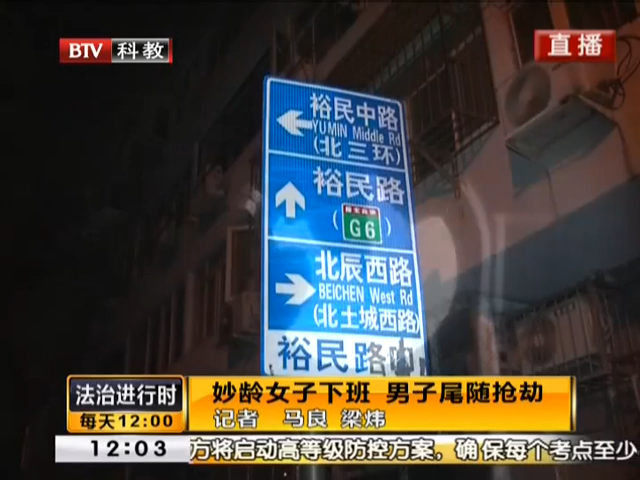 BTV 科教
直播
裕民中路
YUMIN Middle Rd
(北三环)
裕民路
(G6)
北辰西路
BEICHEN West Rd
(北土城西路)
裕民路
法治进行时
每天12:00
妙龄女子下班 男子尾随抢劫
记者 马良 梁炜
12:03
方将启动高等级防控方案，确保每个考点至少